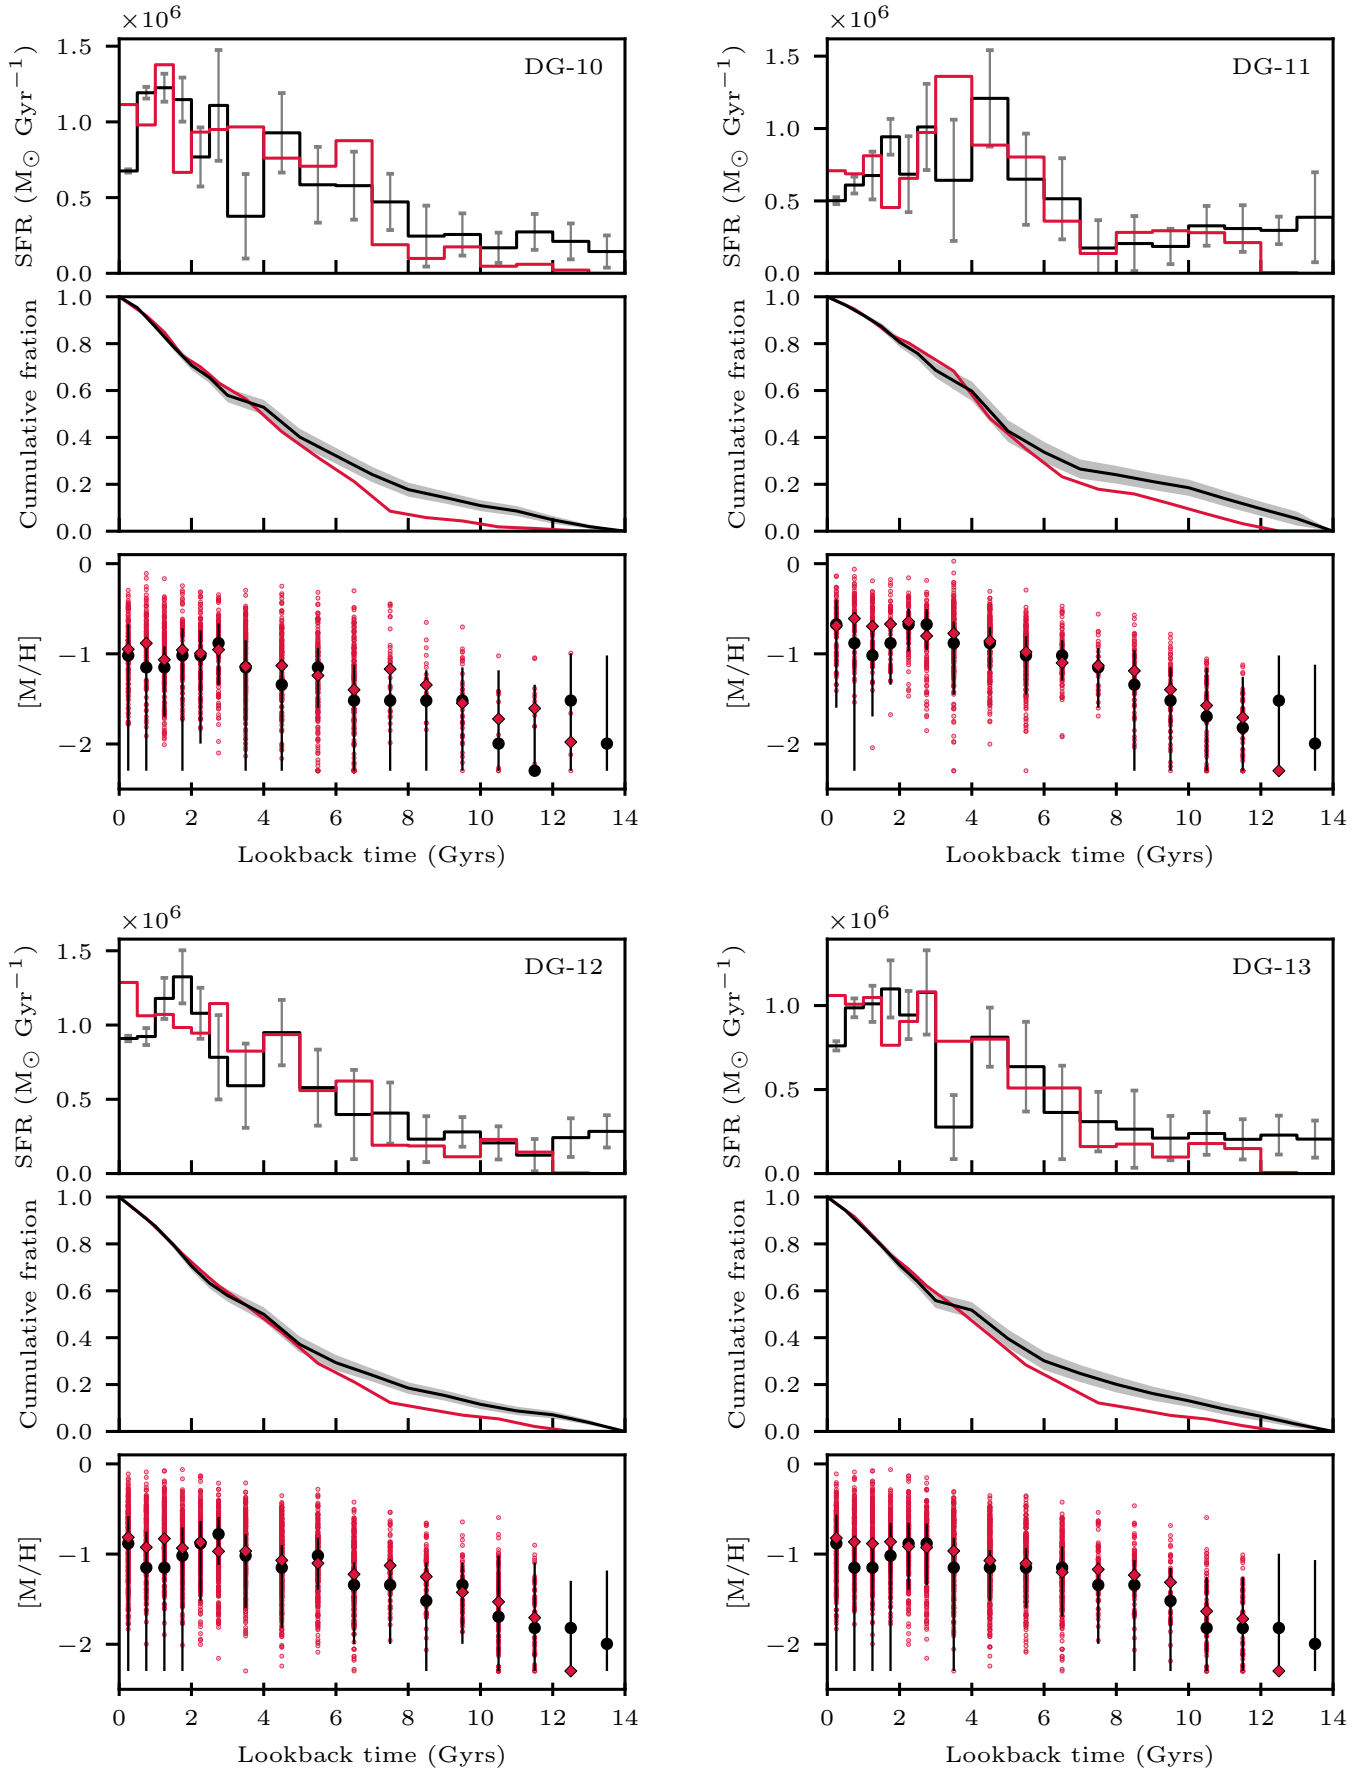 ×10⁶ ×10⁶
1.5 DG-10 1.5 DG-11
SFR (M⊙ Gyr⁻¹) SFR (M⊙ Gyr⁻¹)
1.0 1.0
0.5 0.5
0.0 0.0
1.0 1.0
Cumulative fration Cumulative fration
0.8 0.8
0.6 0.6
0.4 0.4
0.2 0.2
0.0 0.0
0 0
[M/H] [M/H]
−1 −1
−2 −2
0 2 4 6 8 10 12 14 0 2 4 6 8 10 12 14
Lookback time (Gyrs) Lookback time (Gyrs)
×10⁶ ×10⁶
1.5 DG-12 DG-13
SFR (M⊙ Gyr⁻¹) SFR (M⊙ Gyr⁻¹)
1.0 1.0
0.5 0.5
0.0 0.0
1.0 1.0
Cumulative fration Cumulative fration
0.8 0.8
0.6 0.6
0.4 0.4
0.2 0.2
0.0 0.0
0 0
[M/H] [M/H]
−1 −1
−2 −2
0 2 4 6 8 10 12 14 0 2 4 6 8 10 12 14
Lookback time (Gyrs) Lookback time (Gyrs)